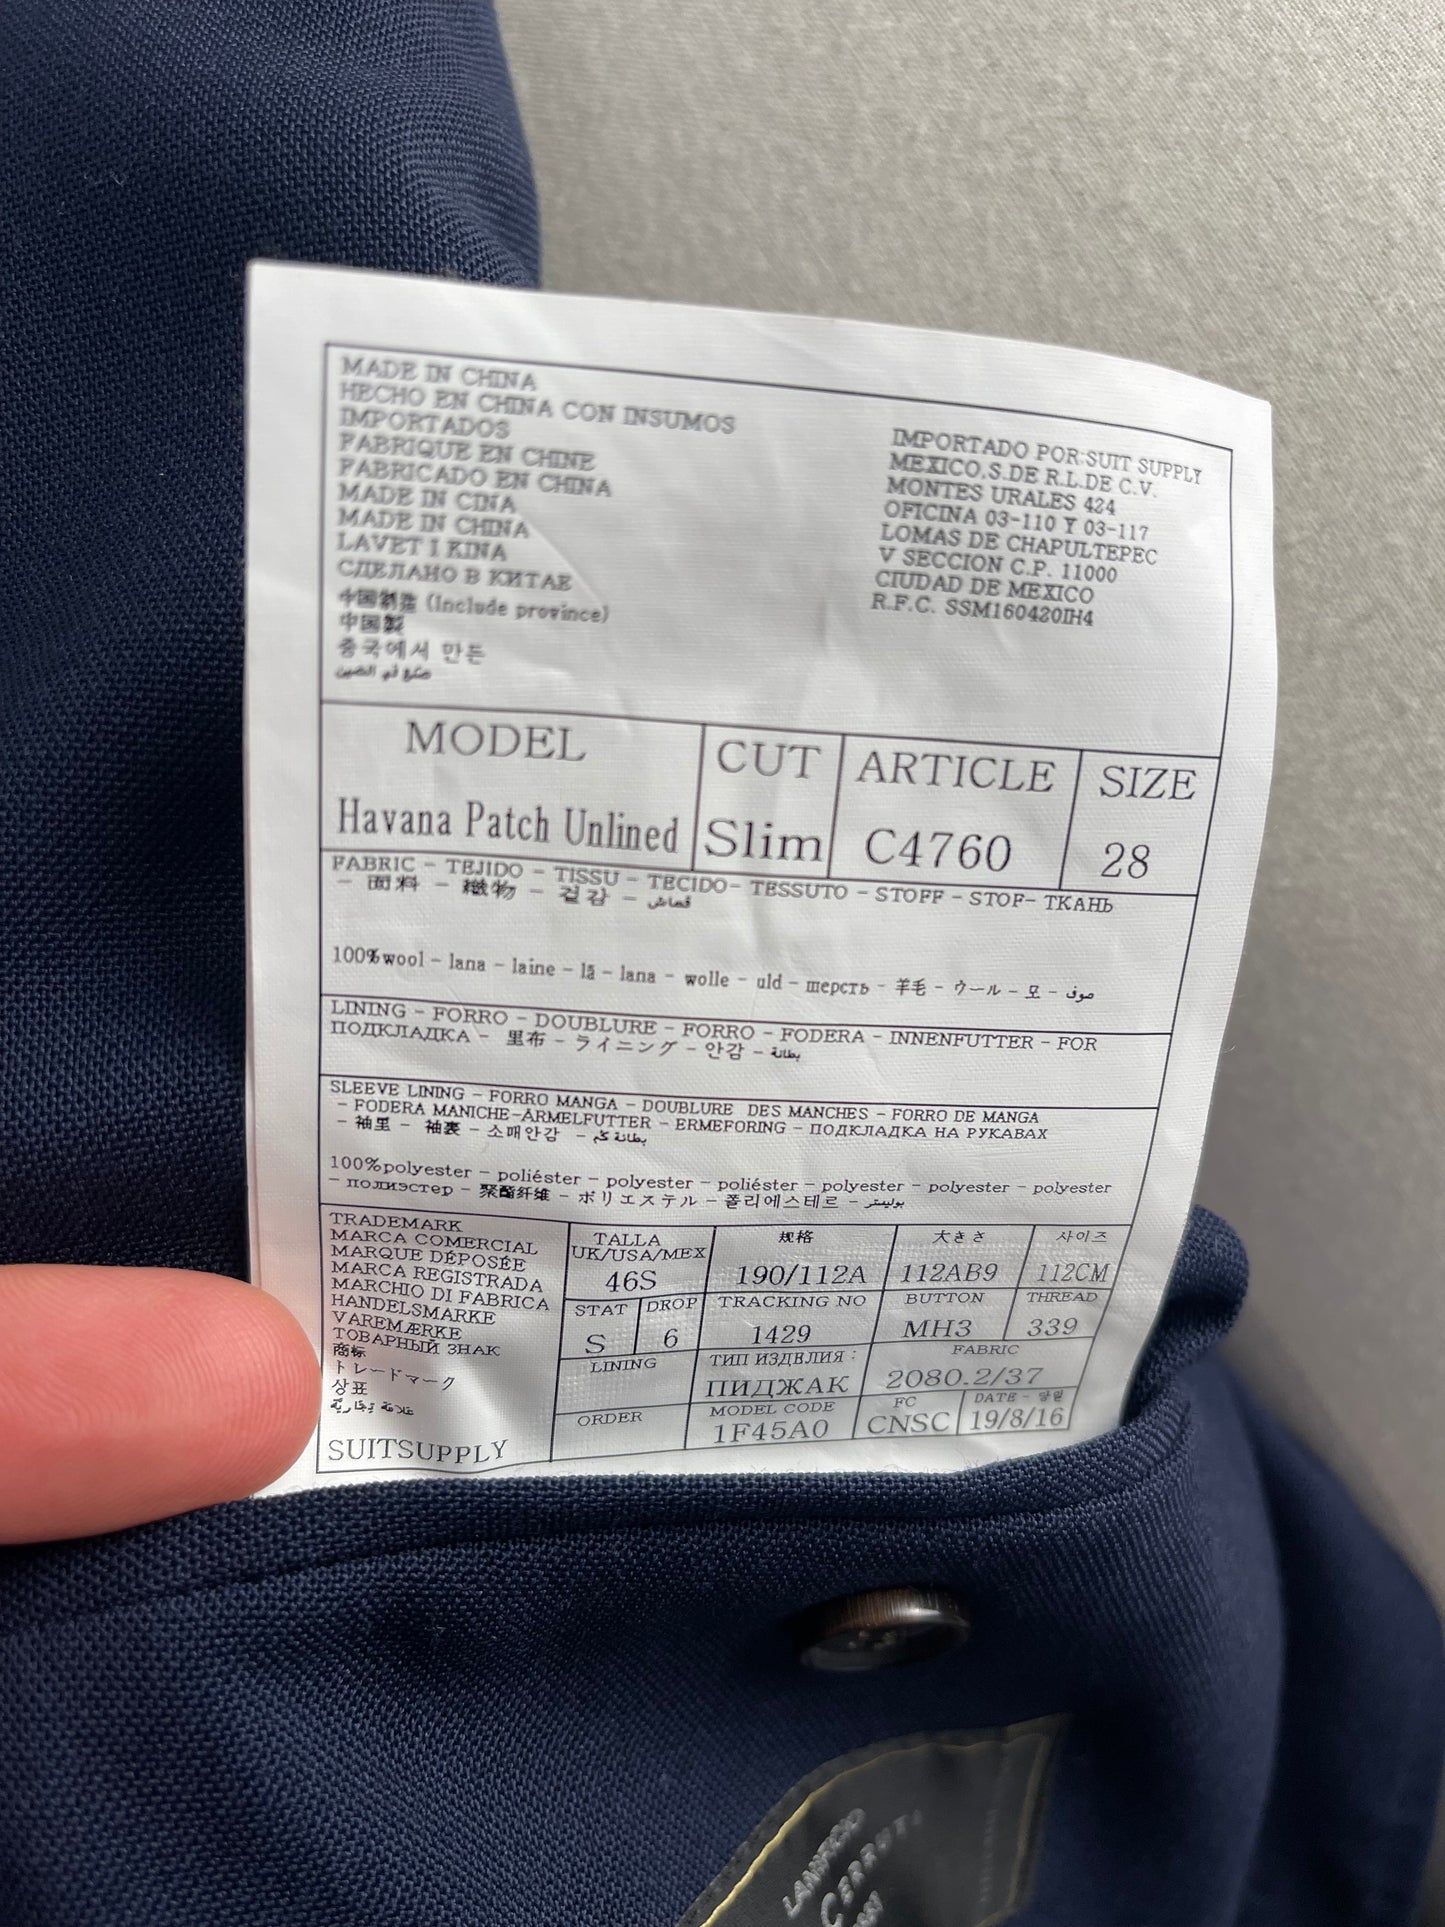 MADE IN CHINA
HECHO EN CHINA CON INSUMOS
IMPORTADOS
FABRIQUE EN CHINE
FABRICADO EN CHINA
MADE IN CINA
MADE IN CHINA
LAVET I KINA
СДЕЛАНО В КИТАЕ
中国制造 (Include province)
中国製
중국에서 만든
صنع في الصين
IMPORTADO POR:SUIT SUPPLY
MEXICO,S.DE R.L.DE C.V.
MONTES URALES 424
OFICINA 03-110 Y 03-117
LOMAS DE CHAPULTEPEC
V SECCION C.P. 11000
CIUDAD DE MEXICO
R.F.C. SSM160420IH4
MODEL CUT ARTICLE SIZE
Havana Patch Unlined Slim C4760 28
FABRIC - TEJIDO - TISSU - TECIDO- TESSUTO - STOFF - STOF- ТКАНЬ
- 面料 - 織物 - 겉감 - قماش
100%wool - lana - laine - lã - lana - wolle - uld - шерсть - 羊毛 - ウール - 모 - صوف
LINING - FORRO - DOUBLURE - FORRO - FODERA - INNENFUTTER - FOR
ПОДКЛАДКА - 里布 - ライニング - 안감 - بطانة
SLEEVE LINING - FORRO MANGA - DOUBLURE DES MANCHES - FORRO DE MANGA
- FODERA MANICHE-ARMELFUTTER - ERMEFORING - ПОДКЛАДКА НА РУКАВАХ
- 袖里 - 袖裏 - 소매안감 - بطانة كم
100%polyester - poliéster - polyester - poliéster - polyester - polyester - polyester
- полиэстер - 聚酯纤维 - ポリエステル - 폴리에스테르 - بوليستر
TRADEMARK
MARCA COMERCIAL
MARQUE DÉPOSÉE
MARCA REGISTRADA
MARCHIO DI FABRICA
HANDELSMARKE
VAREMÆRKE
ТОВАРНЫЙ ЗНАК
商标
トレードマーク
상표
علامة تجارية
SUITSUPPLY
TALLA 规格 大きさ 사이즈
UK/USA/MEX
46S 190/112A 112AB9 112CM
STAT DROP TRACKING NO BUTTON THREAD
S 6 1429 MH3 339
LINING ТИП ИЗДЕЛИЯ : FABRIC
ПИДЖАК 2080.2/37
ORDER MODEL CODE FC DATE -
1F45A0 CNSC 19/8/16
LANIFICIO
CERRUTI